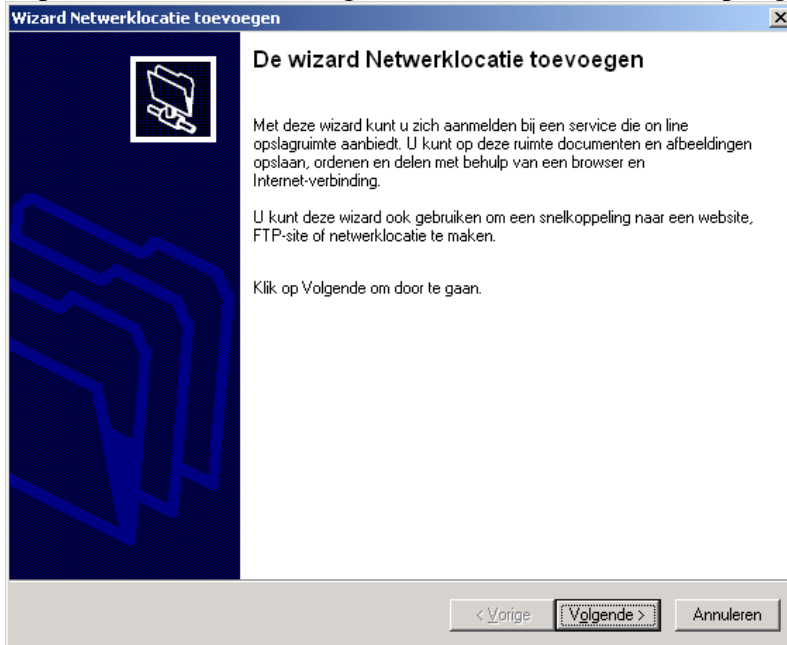 Wizard Netwerklocatie toevoegen
De wizard Netwerklocatie toevoegen
Met deze wizard kunt u zich aanmelden bij een service die on line
opslagruimte aanbiedt. U kunt op deze ruimte documenten en afbeeldingen
opslaan, ordenen en delen met behulp van een browser en
Internet-verbinding.
U kunt deze wizard ook gebruiken om een snelkoppeling naar een website,
FTP-site of netwerklocatie te maken.
Klik op Volgende om door te gaan.
< Vorige Volgende > Annuleren